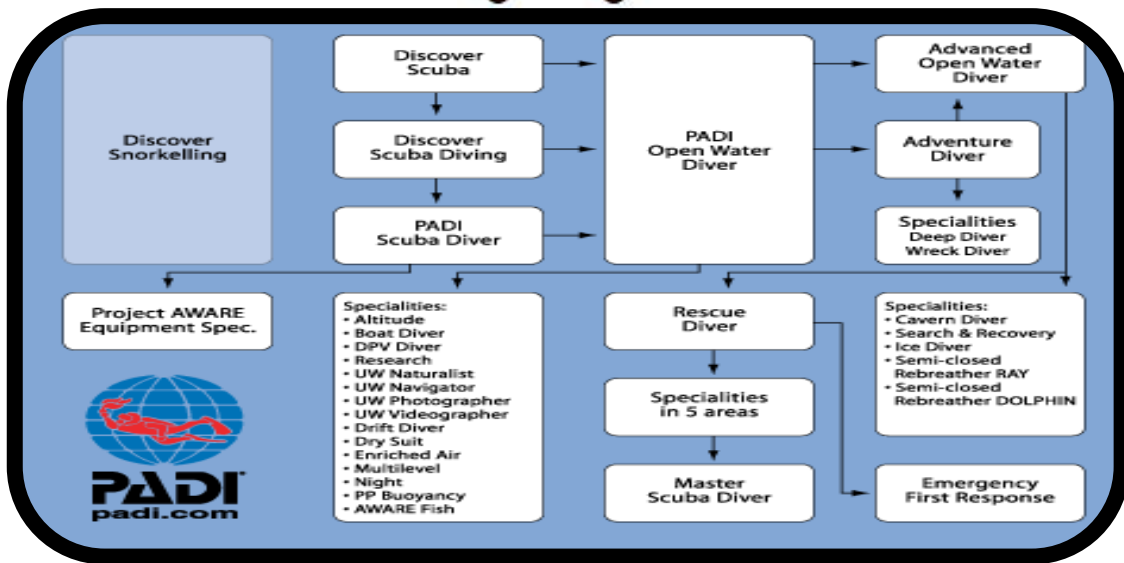 Discover
Snorkelling
Discover
Scuba
Discover
Scuba Diving
PADI
Scuba Diver
PADI
Open Water
Diver
Advanced
Open Water
Diver
Adventure
Diver
Specialities
Deep Diver
Wreck Diver
Project AWARE
Equipment Spec.
Specialities:
• Altitude
• Boat Diver
• DPV Diver
• Research
• UW Naturalist
• UW Navigator
• UW Photographer
• UW Videographer
• Drift Diver
• Dry Suit
• Enriched Air
• Multilevel
• Night
• PP Buoyancy
• AWARE Fish
Rescue
Diver
Specialities
in 5 areas
Master
Scuba Diver
Specialities:
• Cavern Diver
• Search & Recovery
• Ice Diver
• Semi-closed
Rebreather RAY
• Semi-closed
Rebreather DOLPHIN
Emergency
First Response
PADI
padi.com